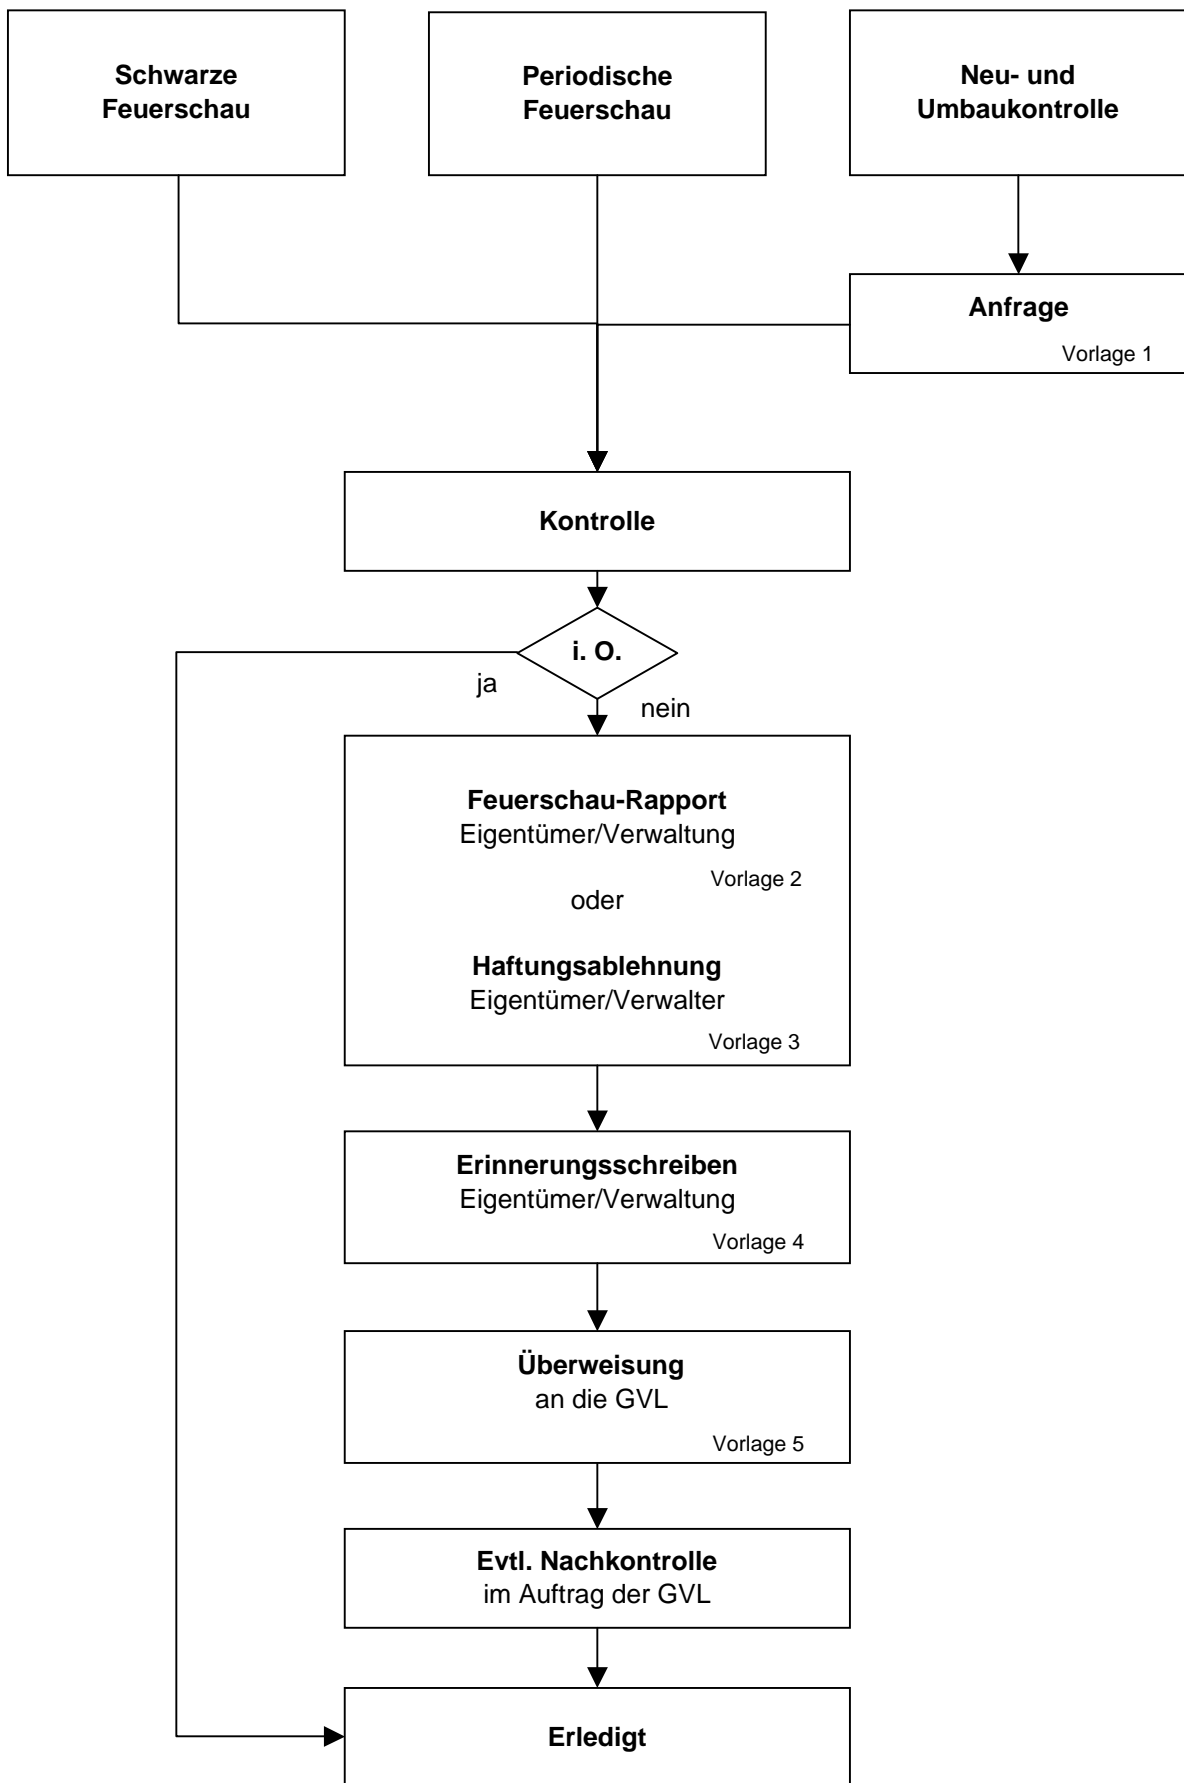 Schwarze
Feuerschau
Periodische
Feuerschau
Neu- und
Umbaukontrolle
Anfrage
Vorlage 1
Kontrolle
i. O.
ja
nein
Feuerschau-Rapport
Eigentümer/Verwaltung
Vorlage 2
oder
Haftungsablehnung
Eigentümer/Verwalter
Vorlage 3
Erinnerungsschreiben
Eigentümer/Verwaltung
Vorlage 4
Überweisung
an die GVL
Vorlage 5
Evtl. Nachkontrolle
im Auftrag der GVL
Erledigt